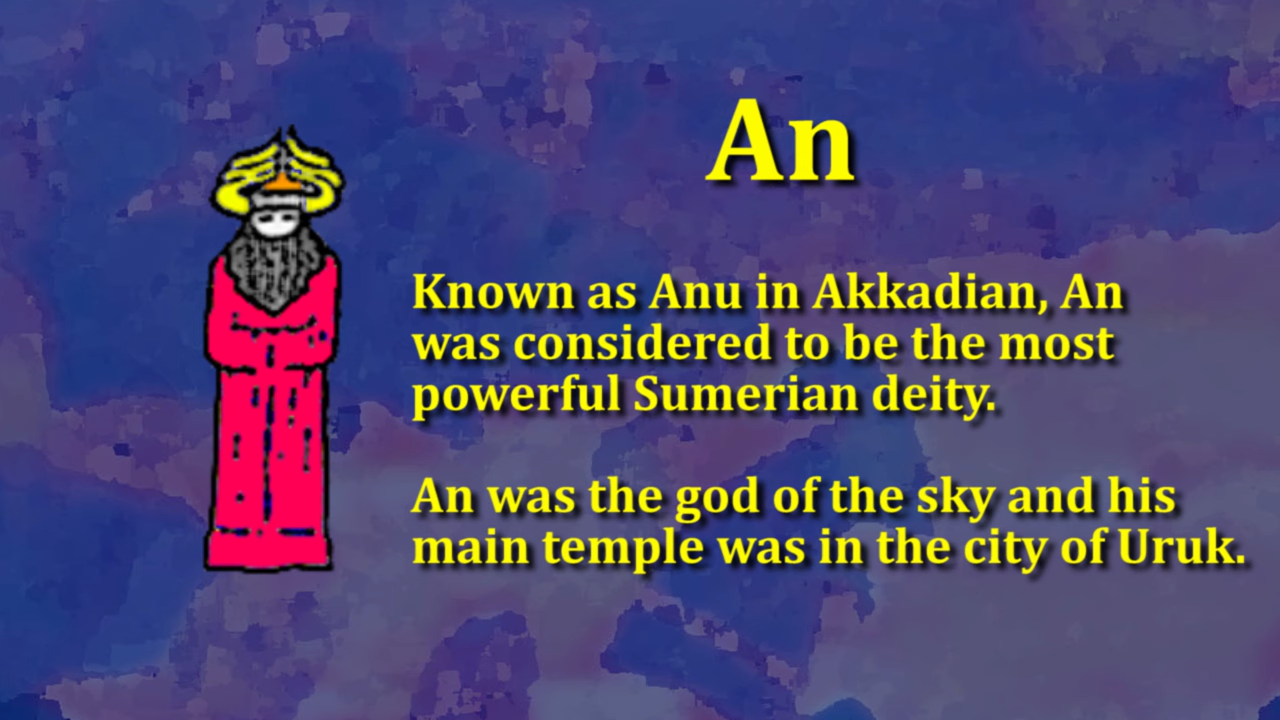 An
Known as Anu in Akkadian, An
was considered to be the most
powerful Sumerian deity.
An was the god of the sky and his
main temple was in the city of Uruk.